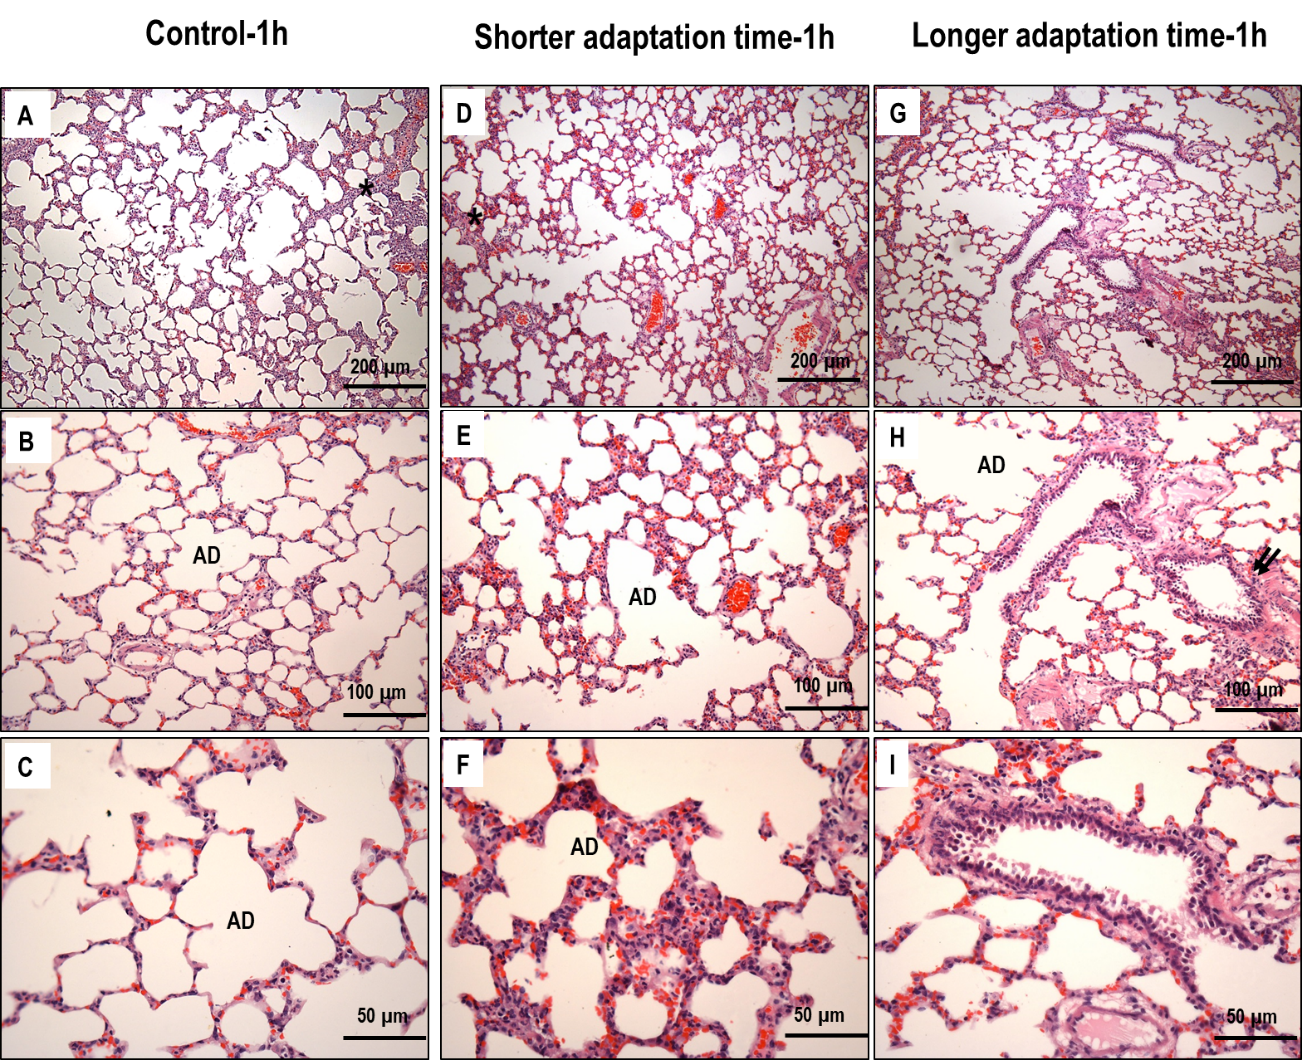 Control-1h
Shorter adaptation time-1h
Longer adaptation time-1h
A
D
G
*
*
200 µm
200 µm
200 µm
B
E
H
AD
AD
AD
100 µm
100 µm
100 µm
C
F
I
AD
AD
50 µm
50 µm
50 µm